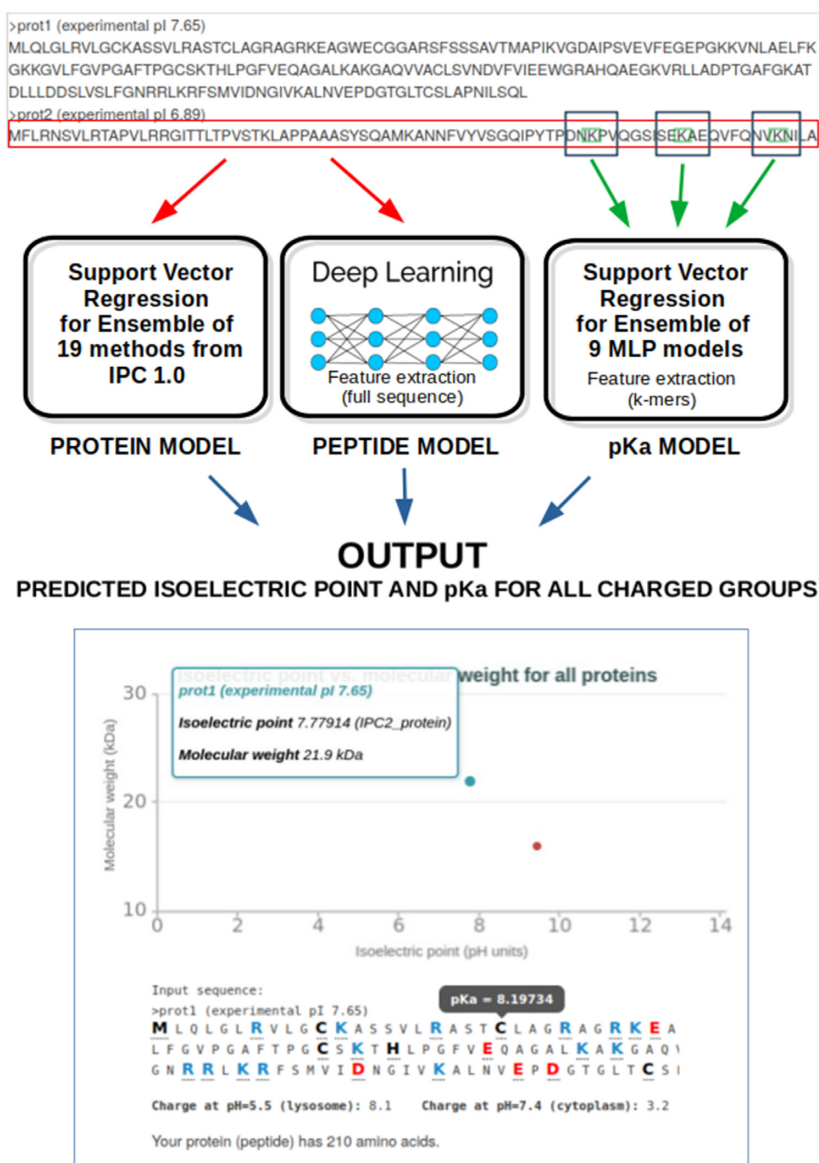 >prot1 (experimental pI 7.65)
MLQLGLRVLGCKASSVLRASTCLAGRAGRKEAGWECGGARSFSSSAVTMAPIKVGDAIPSVEVFEGEPGKKVNLAELFK
GKKGVLFGVPGAFTPGCSKTHLPGFVEQAGALKAKGAQVVACLSVNDVFVIEEWGRAHQAEGKVRLLADPTGAFGKAT
DLLLDDSLVSLFGNRRLKRFSMVIDNGIVKALNVEPDGTGLTCSLAPNILSQL
>prot2 (experimental pI 6.89)
MFLRNSVLRTAPVLRRGITTLTPVSTKLAPPAAASYSQAMKANNFVYVSGQIPYTPDNKPVQGSISEKAEQVFQNVKNILA
Support Vector
Regression
for Ensemble of
19 methods from
IPC 1.0
Deep Learning
Feature extraction
(full sequence)
Support Vector
Regression
for Ensemble of
9 MLP models
Feature extraction
(k-mers)
PROTEIN MODEL
PEPTIDE MODEL
pKa MODEL
OUTPUT
PREDICTED ISOELECTRIC POINT AND pKa FOR ALL CHARGED GROUPS
Isoelectric point vs. molecular weight for all proteins
prot1 (experimental pI 7.65)
Isoelectric point 7.77914 (IPC2_protein)
Molecular weight 21.9 kDa
Molecular weight (kDa)
30
20
10
0 2 4 6 8 10 12 14
Isoelectric point (pH units)
Input sequence:
pKa = 8.19734
>prot1 (experimental pI 7.65)
M L Q L G L R V L G C K A S S V L R A S T C L A G R A G R K E A
L F G V P G A F T P G C S K T H L P G F V E Q A G A L K A K G A Q
G N R R L K R F S M V I D N G I V K A L N V E P D G T G L T C S
Charge at pH=5.5 (lysosome): 8.1 Charge at pH=7.4 (cytoplasm): 3.2
Your protein (peptide) has 210 amino acids.